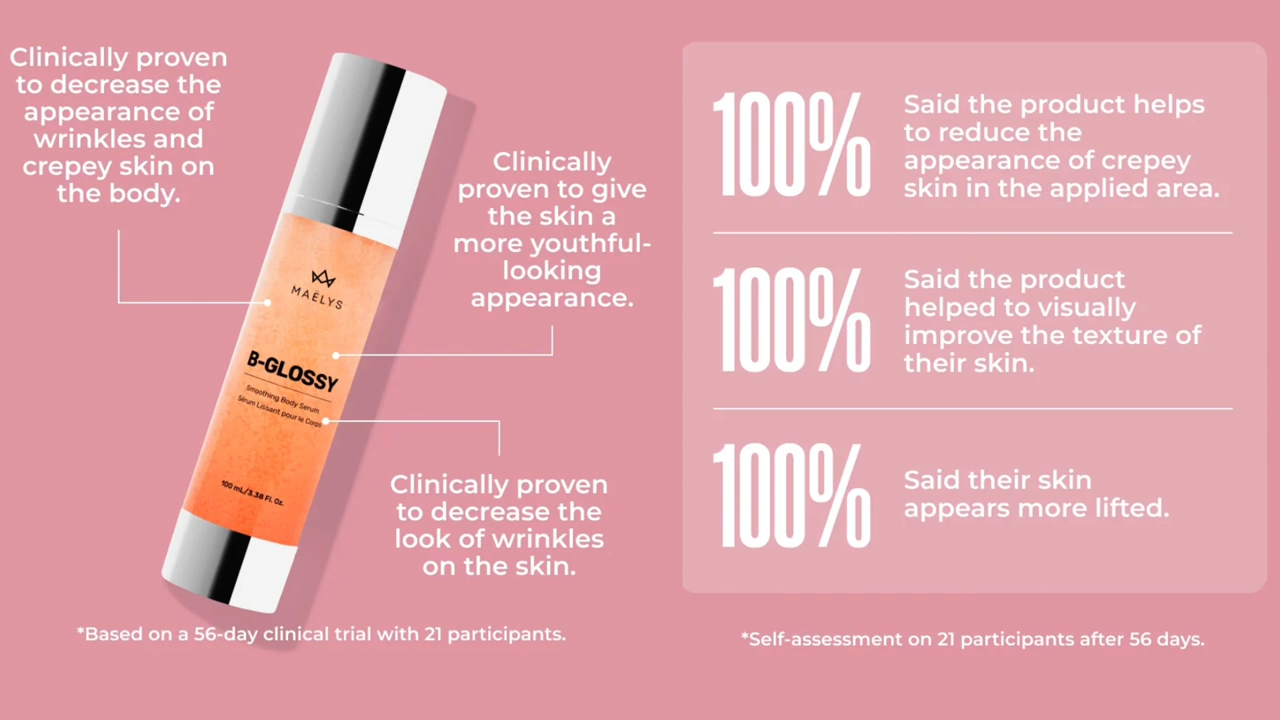 Clinically proven
to decrease the
appearance of
wrinkles and
crepey skin on
the body.
Clinically
proven to give
the skin a
more youthful-
looking
appearance.
MAËLYS
B-GLOSSY
Smoothing Body Serum
Sérum Lissant pour le Corps
100 mL/3.38 Fl. Oz.
Clinically proven
to decrease the
look of wrinkles
on the skin.
*Based on a 56-day clinical trial with 21 participants.
100%
Said the product helps
to reduce the
appearance of crepey
skin in the applied area.
100%
Said the product
helped to visually
improve the texture of
their skin.
100%
Said their skin
appears more lifted.
*Self-assessment on 21 participants after 56 days.